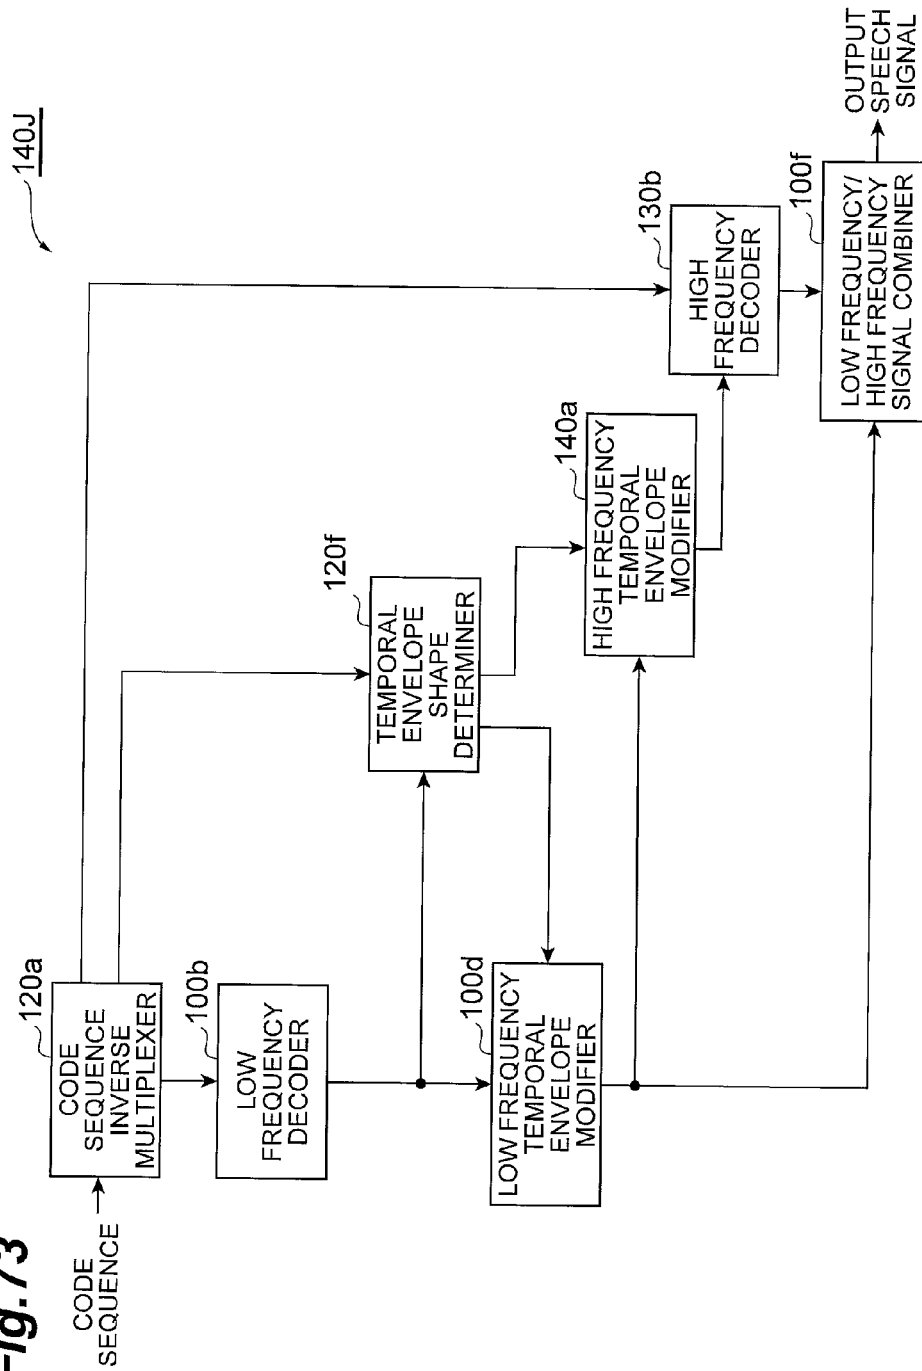 Fig.73
140J
CODE
SEQUENCE
120a
CODE
SEQUENCE
INVERSE
MULTIPLEXER
100b
LOW
FREQUENCY
DECODER
120f
TEMPORAL
ENVELOPE
SHAPE
DETERMINER
100d
LOW FREQUENCY
TEMPORAL
ENVELOPE
MODIFIER
140a
HIGH FREQUENCY
TEMPORAL
ENVELOPE
MODIFIER
130b
HIGH
FREQUENCY
DECODER
100f
LOW FREQUENCY/
HIGH FREQUENCY
SIGNAL COMBINER
OUTPUT
SPEECH
SIGNAL